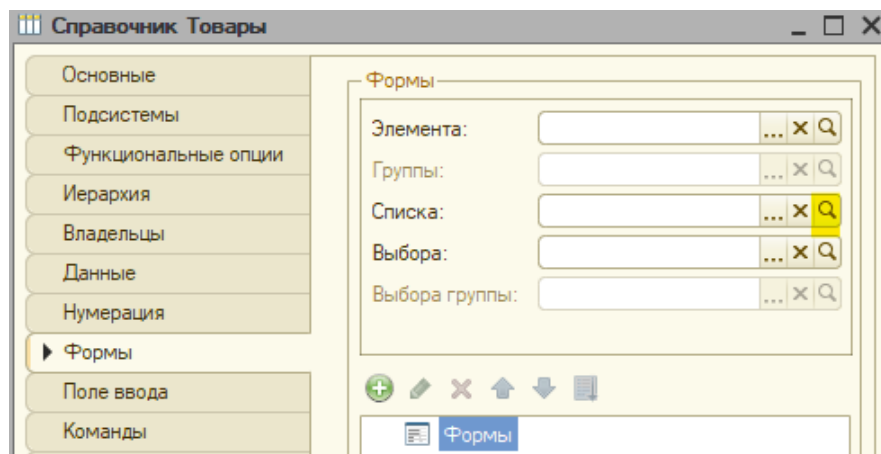 Справочник Товары
Основные
Подсистемы
Функциональные опции
Иерархия
Владельцы
Данные
Нумерация
Формы
Поле ввода
Команды
Формы
Элемента:
Группы:
Списка:
Выбора:
Выбора группы:
Формы